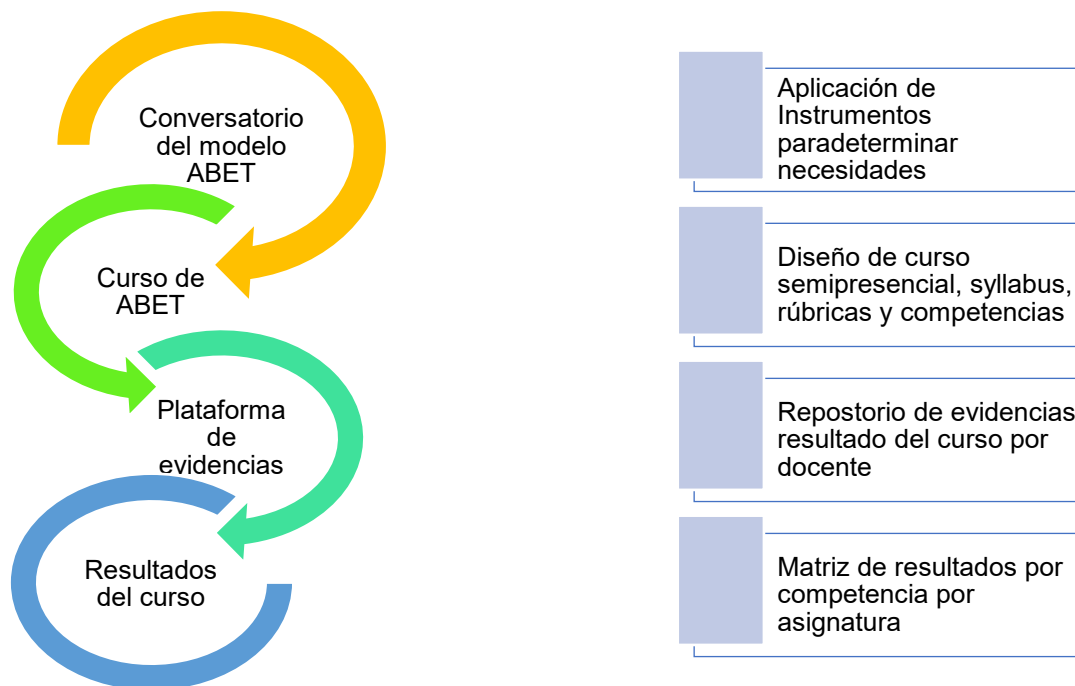 Conversatorio
del modelo
ABET
Curso de
ABET
Plataforma
de
evidencias
Resultados
del curso
Aplicación de
Instrumentos
paradeterminar
necesidades
Diseño de curso
semipresencial, syllabus,
rúbricas y competencias
Repostorio de evidencias
resultado del curso por
docente
Matriz de resultados por
competencia por
asignatura